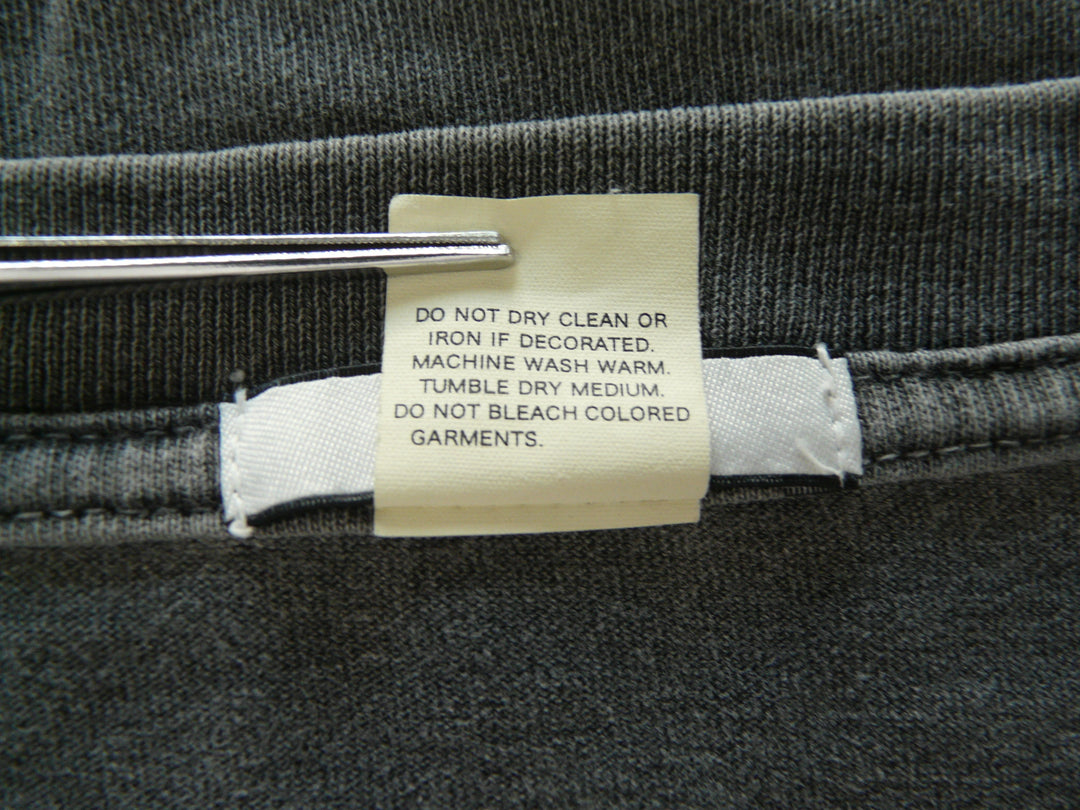 DO NOT DRY CLEAN OR
IRON IF DECORATED.
MACHINE WASH WARM.
TUMBLE DRY MEDIUM.
DO NOT BLEACH COLORED
GARMENTS.